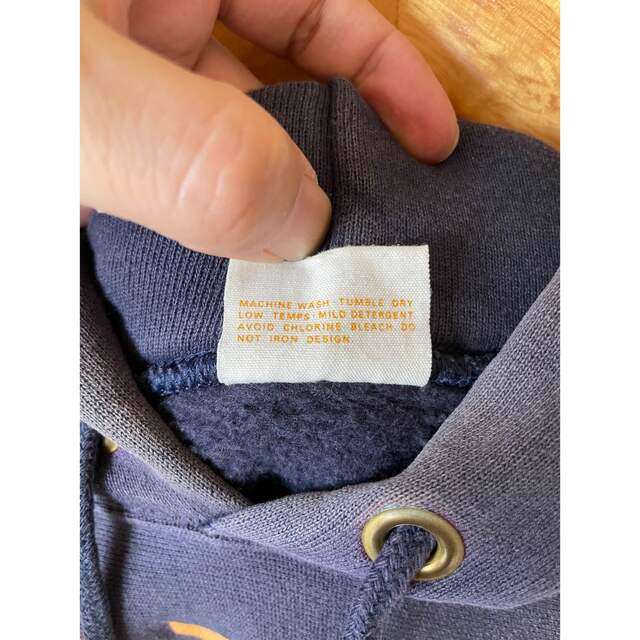 MACHINE WASH · TUMBLE DRY
LOW TEMPS · MILD DETERGENT
AVOID CHLORINE BLEACH. DO
NOT IRON DESIGN.